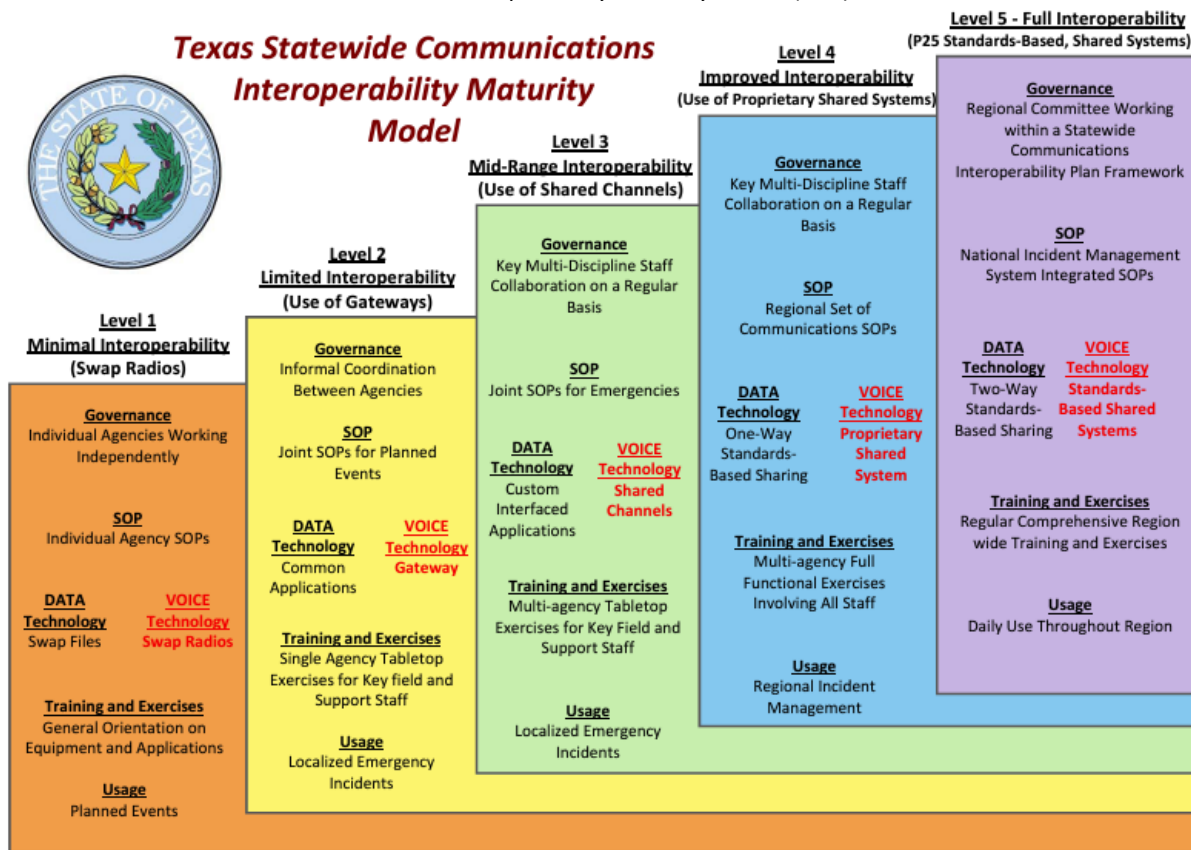 Texas Statewide Communications
Interoperability Maturity
Model
THE STATE OF TEXAS
Level 1
Minimal Interoperability
(Swap Radios)
Governance
Individual Agencies Working
Independently
SOP
Individual Agency SOPs
DATA
Technology
Swap Files
VOICE
Technology
Swap Radios
Training and Exercises
General Orientation on
Equipment and Applications
Usage
Planned Events
Level 2
Limited Interoperability
(Use of Gateways)
Governance
Informal Coordination
Between Agencies
SOP
Joint SOPs for Planned
Events
DATA
Technology
Common
Applications
VOICE
Technology
Gateway
Training and Exercises
Single Agency Tabletop
Exercises for Key field and
Support Staff
Usage
Localized Emergency
Incidents
Level 3
Mid-Range Interoperability
(Use of Shared Channels)
Governance
Key Multi-Discipline Staff
Collaboration on a Regular
Basis
SOP
Joint SOPs for Emergencies
DATA
Technology
Custom
Interfaced
Applications
VOICE
Technology
Shared
Channels
Training and Exercises
Multi-agency Tabletop
Exercises for Key Field and
Support Staff
Usage
Localized Emergency
Incidents
Level 4
Improved Interoperability
(Use of Proprietary Shared Systems)
Governance
Key Multi-Discipline Staff
Collaboration on a Regular
Basis
SOP
Regional Set of
Communications SOPs
DATA
Technology
One-Way
Standards-
Based Sharing
VOICE
Technology
Proprietary
Shared
System
Training and Exercises
Multi-agency Full
Functional Exercises
Involving All Staff
Usage
Regional Incident
Management
Level 5 - Full Interoperability
(P25 Standards-Based, Shared Systems)
Governance
Regional Committee Working
within a Statewide
Communications
Interoperability Plan Framework
SOP
National Incident Management
System Integrated SOPs
DATA
Technology
Two-Way
Standards-
Based Sharing
VOICE
Technology
Standards-
Based Shared
Systems
Training and Exercises
Regular Comprehensive Region
wide Training and Exercises
Usage
Daily Use Throughout Region